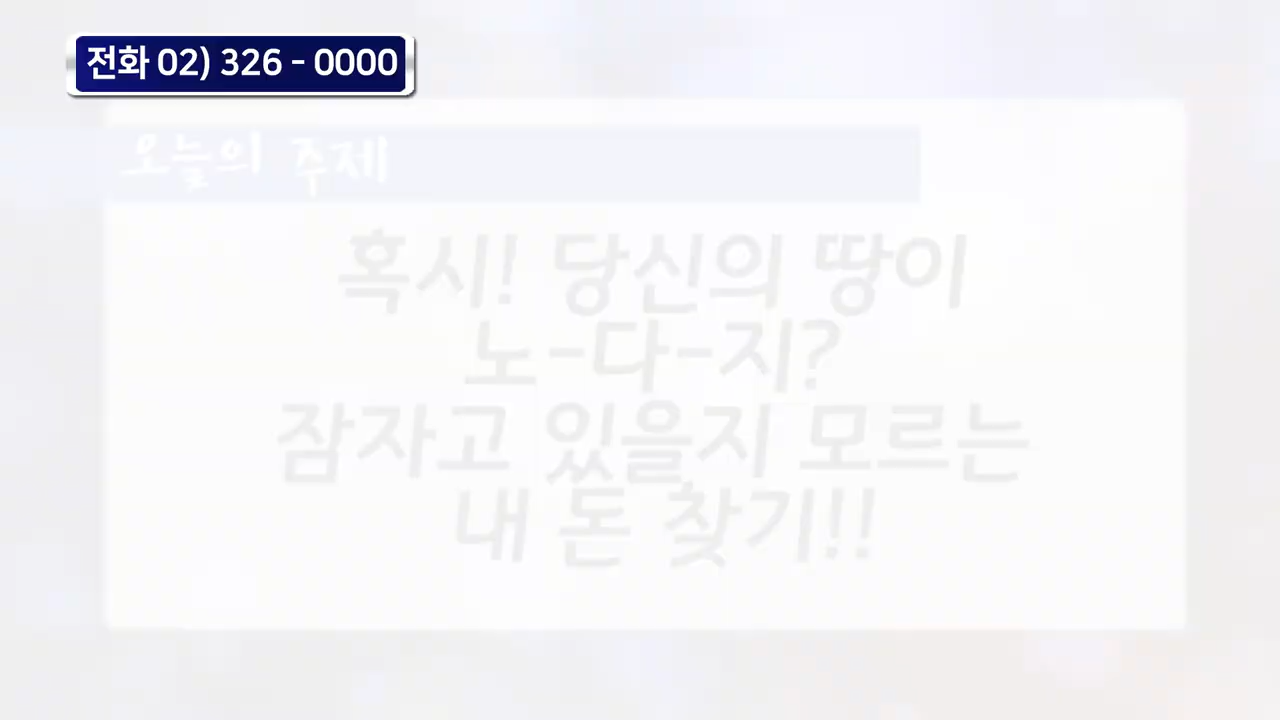 전화 02) 326 - 0000
오늘의 주제
혹시! 당신의 땅이
노-다-지?
잠자고 있을지 모르는
내 돈 찾기!!